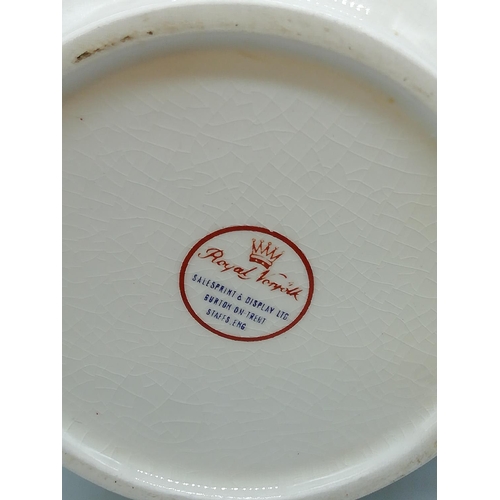 Royal Norfolk
SALESPRINT & DISPLAY LTD
BURTON ON TRENT
STAFFS. ENG.